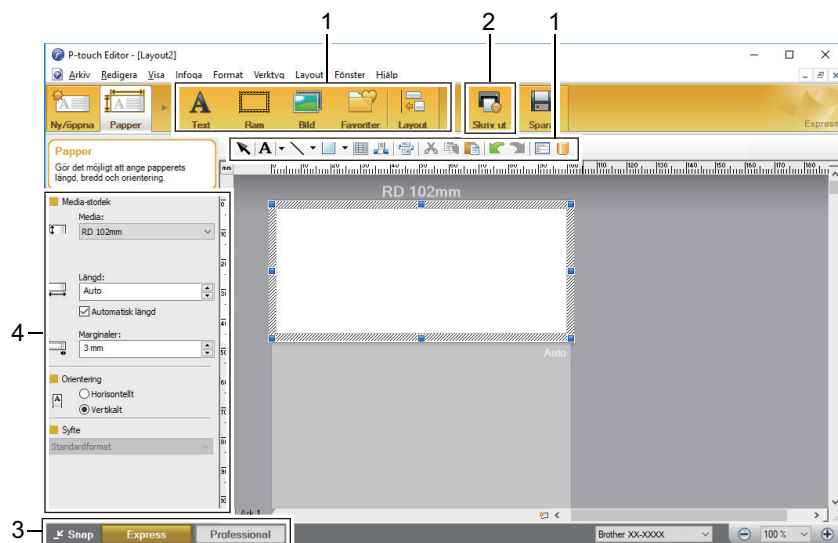 1
2
1
P-touch Editor - [Layout2]
Arkiv Redigera Visa Infoga Format Verktyg Layout Fönster Hjälp
Ny/öppna Papper Text Ram Bild Favoriter Layout Skriv ut Spara Express
A A
Papper
Gör det möjligt att ange papperets
längd, bredd och orientering.
mm
RD 102mm
Media-storlek
Media:
RD 102mm
Längd:
Auto
Automatisk längd
Marginaler:
3 mm
Auto
4
Orientering
A
Horisontellt
Vertikalt
Syfte
Standardformat
Ark 1
3
Snap Express Professional
Brother XX-XXXX
100 %